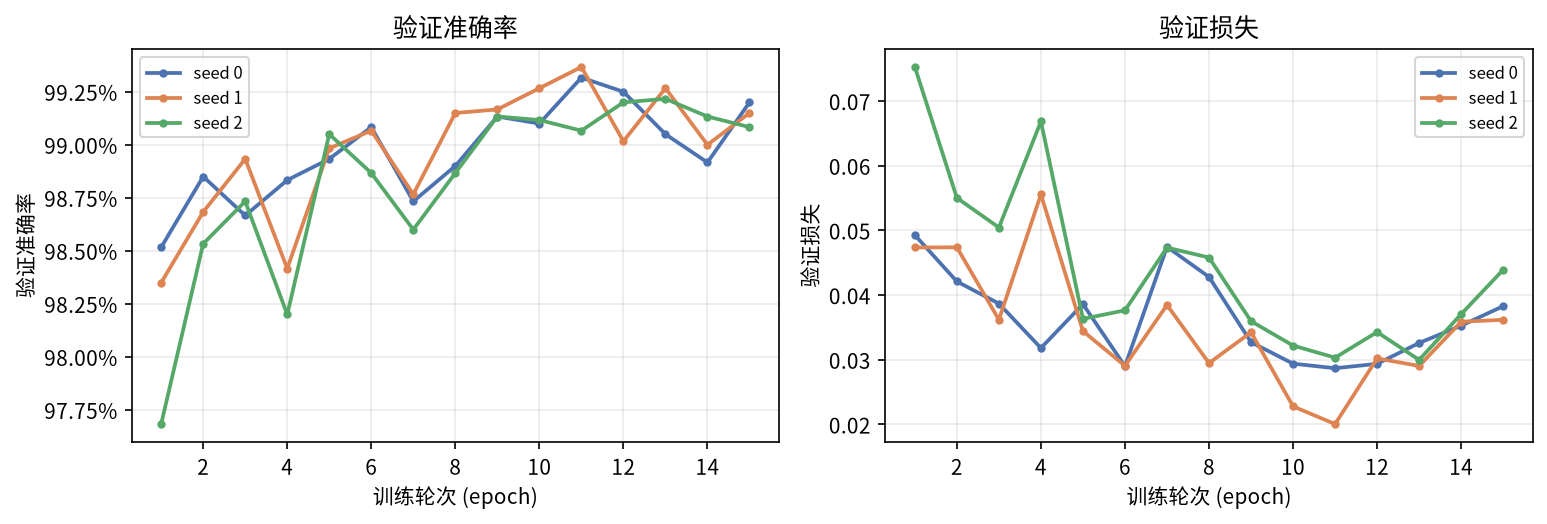 验证准确率
验证准确率
99.25%
99.00%
98.75%
98.50%
98.25%
98.00%
97.75%
seed 0
seed 1
seed 2
2 4 6 8 10 12 14
训练轮次 (epoch)
验证损失
验证损失
0.07
0.06
0.05
0.04
0.03
0.02
seed 0
seed 1
seed 2
2 4 6 8 10 12 14
训练轮次 (epoch)